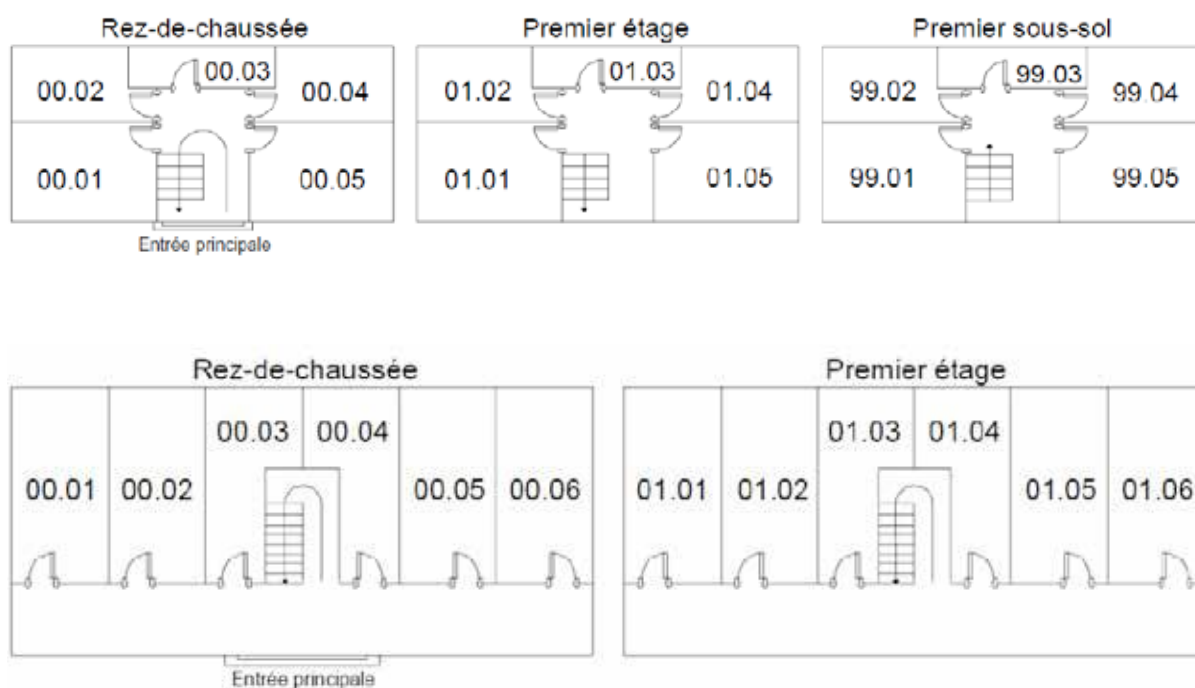 Rez-de-chaussée
00.03
00.02
00.04
00.01
00.05
Entrée principale
Premier étage
01.03
01.02
01.04
01.01
01.05
Premier sous-sol
99.03
99.02
99.04
99.01
99.05
Rez-de-chaussée
00.03 00.04
00.01 00.02 00.05 00.06
Entrée principale
Premier étage
01.03 01.04
01.01 01.02 01.05 01.06